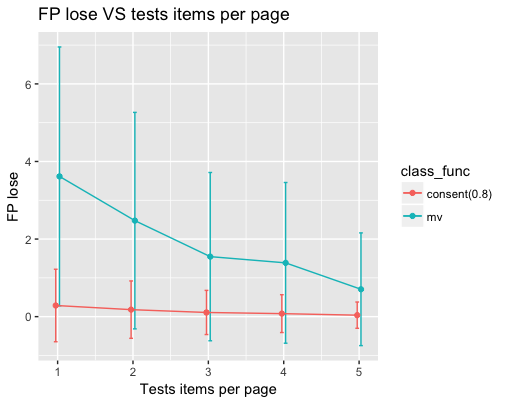 FP lose VS tests items per page
FP lose
6
4
2
0
1 2 3 4 5
Tests items per page
class_func
consent(0.8)
mv